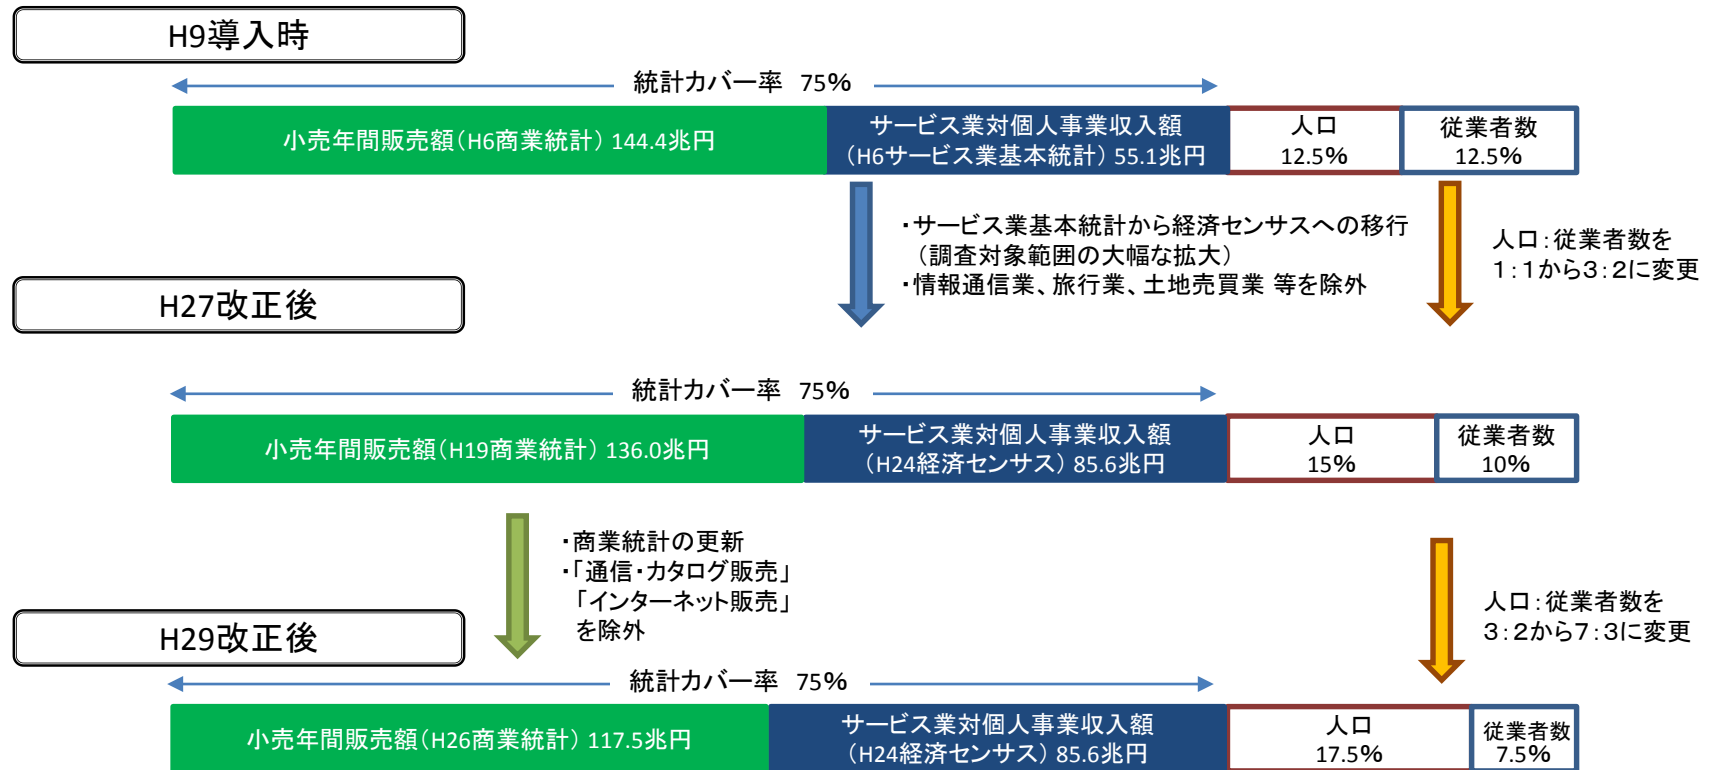 H9導入時
統計カバー率 75%
小売年間販売額(H6商業統計) 144.4兆円
サービス業対個人事業収入額
(H6サービス業基本統計) 55.1兆円
人口
12.5%
従業者数
12.5%
・サービス業基本統計から経済センサスへの移行
(調査対象範囲の大幅な拡大)
・情報通信業、旅行業、土地売買業 等を除外
人口:従業者数を
1:1から3:2に変更
H27改正後
統計カバー率 75%
小売年間販売額(H19商業統計) 136.0兆円
サービス業対個人事業収入額
(H24経済センサス) 85.6兆円
人口
15%
従業者数
10%
・商業統計の更新
・「通信・カタログ販売」
「インターネット販売」
を除外
人口:従業者数を
3:2から7:3に変更
H29改正後
統計カバー率 75%
小売年間販売額(H26商業統計) 117.5兆円
サービス業対個人事業収入額
(H24経済センサス) 85.6兆円
人口
17.5%
従業者数
7.5%